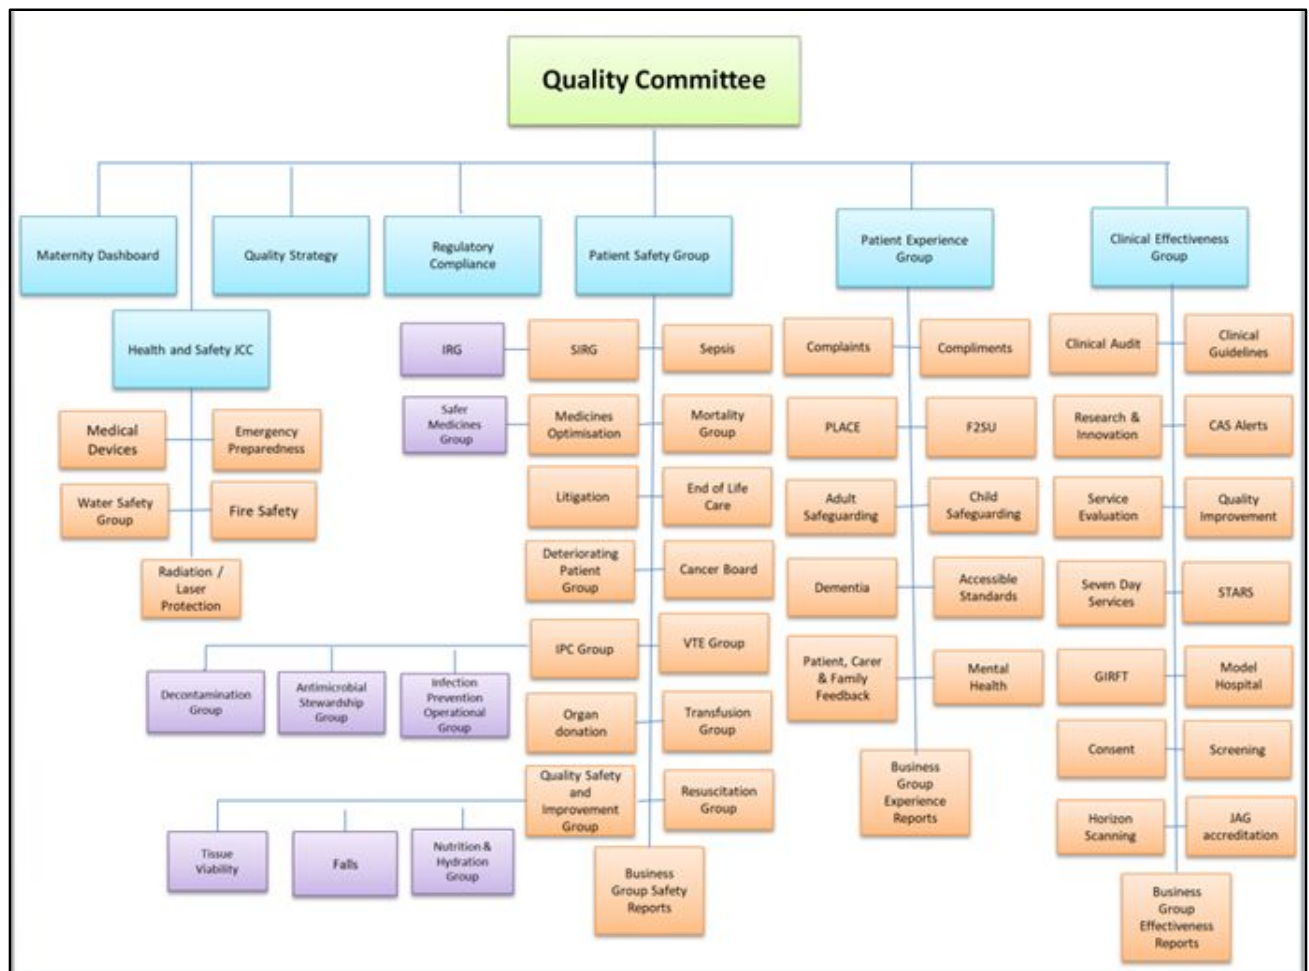 Quality Committee
Maternity Dashboard
Quality Strategy
Regulatory
Compliance
Patient Safety Group
Patient Experience
Group
Clinical Effectiveness
Group
Health and Safety JCC
Medical
Devices
Emergency
Preparedness
Water Safety
Group
Fire Safety
Radiation /
Laser
Protection
IRG
SIRG
Sepsis
Safer
Medicines
Group
Medicines
Optimisation
Mortality
Group
Litigation
End of Life
Care
Deteriorating
Patient
Group
Cancer Board
IPC Group
VTE Group
Decontamination
Group
Antimicrobial
Stewardship
Group
Infection
Prevention
Operational
Group
Organ
donation
Transfusion
Group
Quality Safety
and
Improvement
Group
Resuscitation
Group
Tissue
Viability
Falls
Nutrition &
Hydration
Group
Business
Group Safety
Reports
Complaints
Compliments
PLACE
F2SU
Adult
Safeguarding
Child
Safeguarding
Dementia
Accessible
Standards
Patient, Carer
& Family
Feedback
Mental
Health
Business
Group
Experience
Reports
Clinical Audit
Clinical
Guidelines
Research &
Innovation
CAS Alerts
Service
Evaluation
Quality
Improvement
Seven Day
Services
STARS
GIRFT
Model
Hospital
Consent
Screening
Horizon
Scanning
JAG
accreditation
Business
Group
Effectiveness
Reports